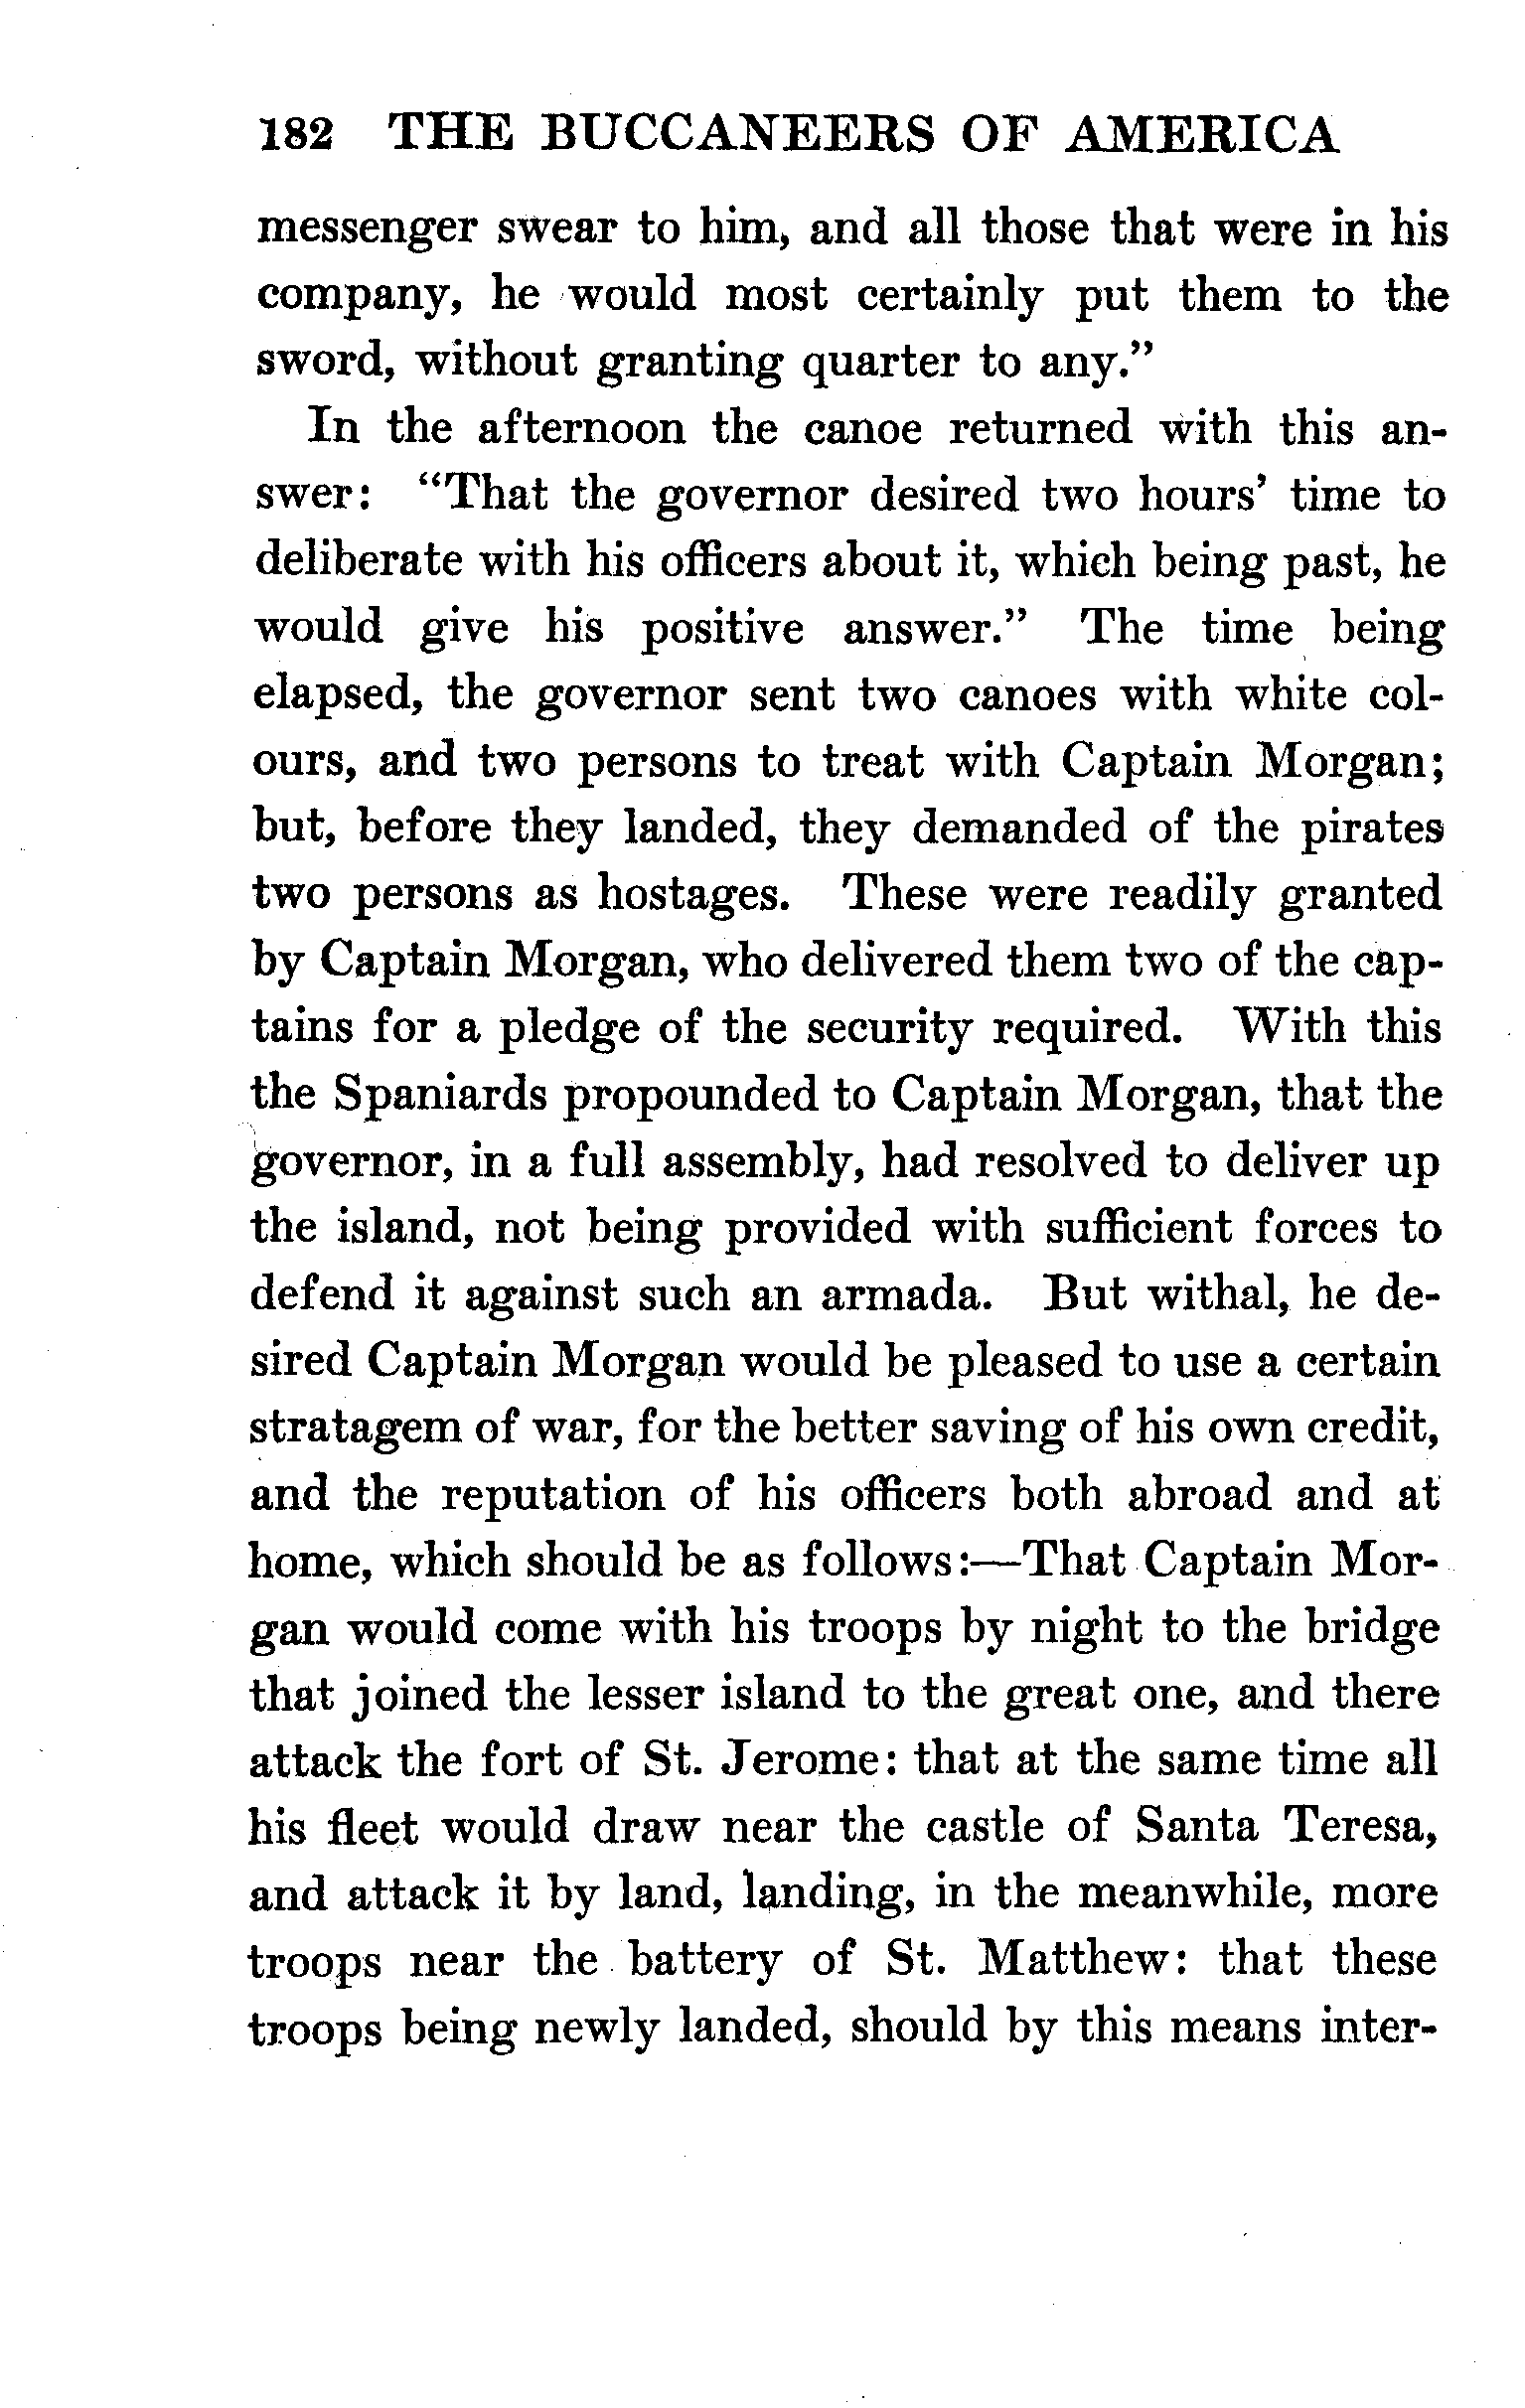 182 THE BUCCANEERS OF AMERICA
messenger swear to him, and all those that were in his
company, he would most certainly put them to the
sword, without granting quarter to any.”
In the afternoon the canoe returned with this an-
swer: “That the governor desired two hours’ time to
deliberate with his officers about it, which being past, he
would give his positive answer.” The time being
elapsed, the governor sent two canoes with white col-
ours, and two persons to treat with Captain Morgan;
but, before they landed, they demanded of the pirates
two persons as hostages. These were readily granted
by Captain Morgan, who delivered them two of the cap-
tains for a pledge of the security required. With this
the Spaniards propounded to Captain Morgan, that the
governor, in a full assembly, had resolved to deliver up
the island, not being provided with sufficient forces to
defend it against such an armada. But withal, he de-
sired Captain Morgan would be pleased to use a certain
stratagem of war, for the better saving of his own credit,
and the reputation of his officers both abroad and at
home, which should be as follows:—That Captain Mor-
gan would come with his troops by night to the bridge
that joined the lesser island to the great one, and there
attack the fort of St. Jerome: that at the same time all
his fleet would draw near the castle of Santa Teresa,
and attack it by land, landing, in the meanwhile, more
troops near the battery of St. Matthew: that these
troops being newly landed, should by this means inter-